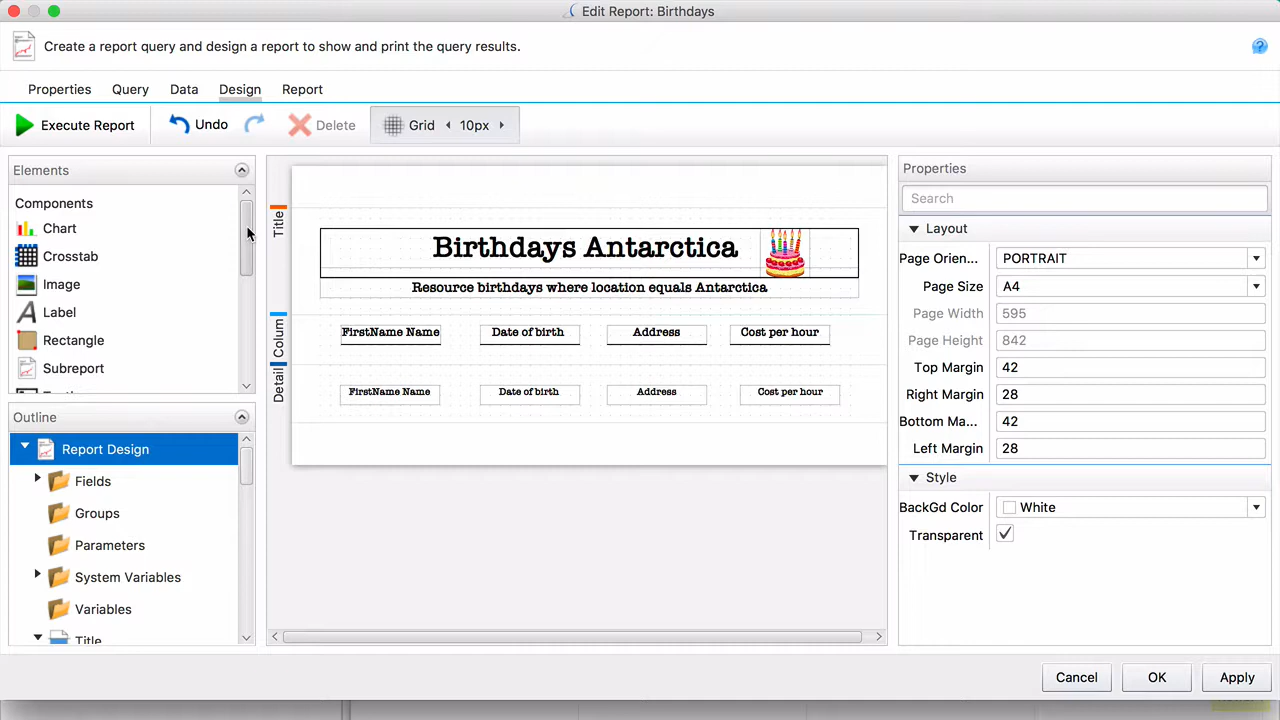 Edit Report: Birthdays
Create a report query and design a report to show and print the query results.
Properties Query Data Design Report
Execute Report Undo Delete Grid 10px
Elements
Components
Chart
Crosstab
Image
Label
Rectangle
Subreport
Outline
Report Design
Fields
Groups
Parameters
System Variables
Variables
Title
Title
Colum
Detail
Birthdays Antarctica
Resource birthdays where location equals Antarctica
FirstName Name Date of birth Address Cost per hour
FirstName Name Date of birth Address Cost per hour
Properties
Search
Layout
Page Orien... PORTRAIT
Page Size A4
Page Width 595
Page Height 842
Top Margin 42
Right Margin 28
Bottom Ma... 42
Left Margin 28
Style
BackGd Color White
Transparent
Cancel OK Apply